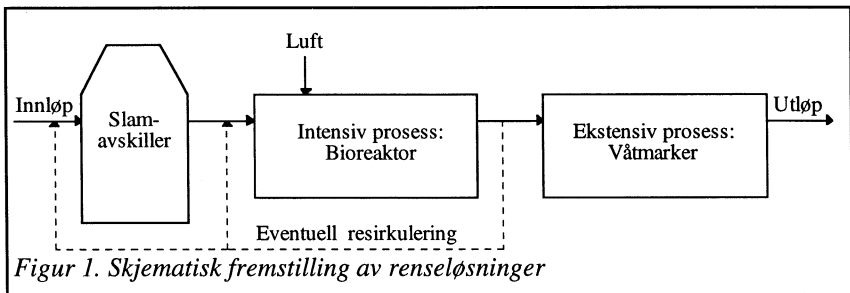 Luft
Innløp
Slam-
avskiller
Intensiv prosess:
Bioreaktor
Ekstensiv prosess:
Våtmarker
Utløp
Eventuell resirkulering
Figur 1. Skjematisk fremstilling av renseløsninger